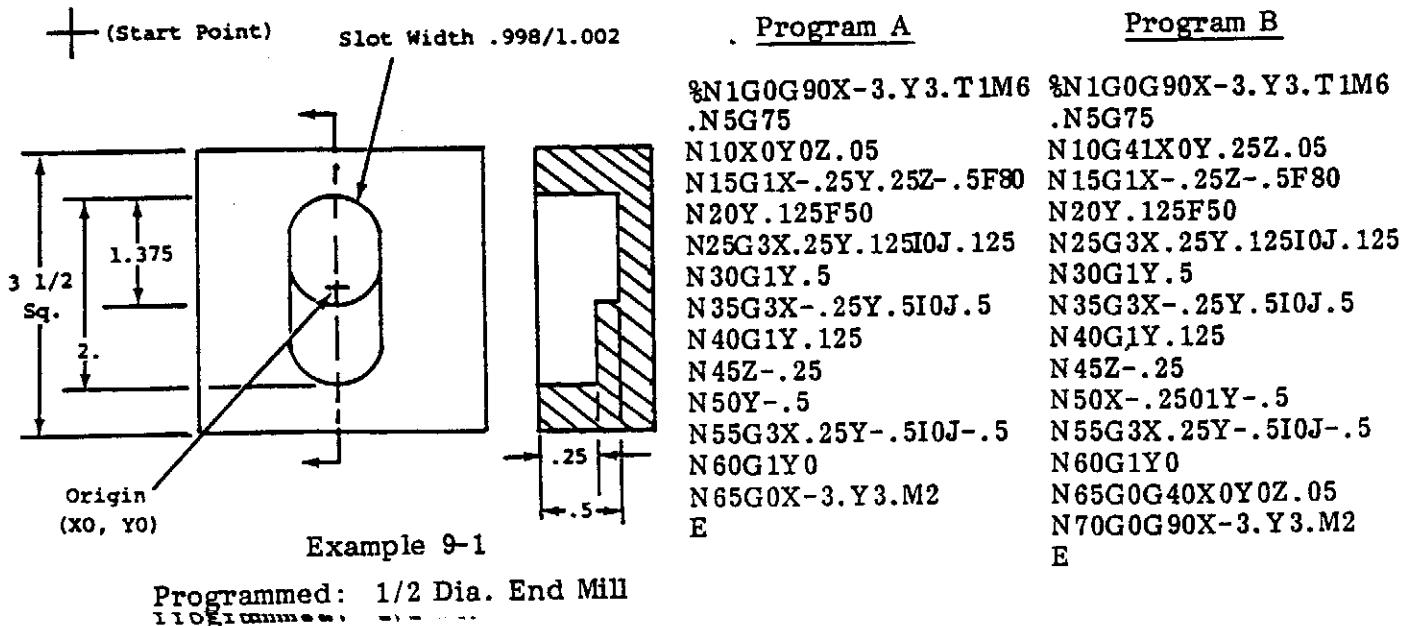 (Start Point)
Slot Width .998/1.002
3 1/2
Sq.
2.
1.375
.25
.5
Origin
(X0, Y0)
Example 9-1
Programmed: 1/2 Dia. End Mill
. Program A
%N1G0G90X-3.Y3.T1M6
.N5G75
N10X0Y0Z.05
N15G1X-.25Y.25Z-.5F80
N20Y.125F50
N25G3X.25Y.125I0J.125
N30G1Y.5
N35G3X-.25Y.5I0J.5
N40G1Y.125
N45Z-.25
N50Y-.5
N55G3X.25Y-.5I0J-.5
N60G1Y0
N65G0X-3.Y3.M2
E
Program B
%N1G0G90X-3.Y3.T1M6
.N5G75
N10G41X0Y.25Z.05
N15G1X-.25Z-.5F80
N20Y.125F50
N25G3X.25Y.125I0J.125
N30G1Y.5
N35G3X-.25Y.5I0J.5
N40G1Y.125
N45Z-.25
N50X-.2501Y-.5
N55G3X.25Y-.5I0J-.5
N60G1Y0
N65G0G40X0Y0Z.05
N70G0G90X-3.Y3.M2
E